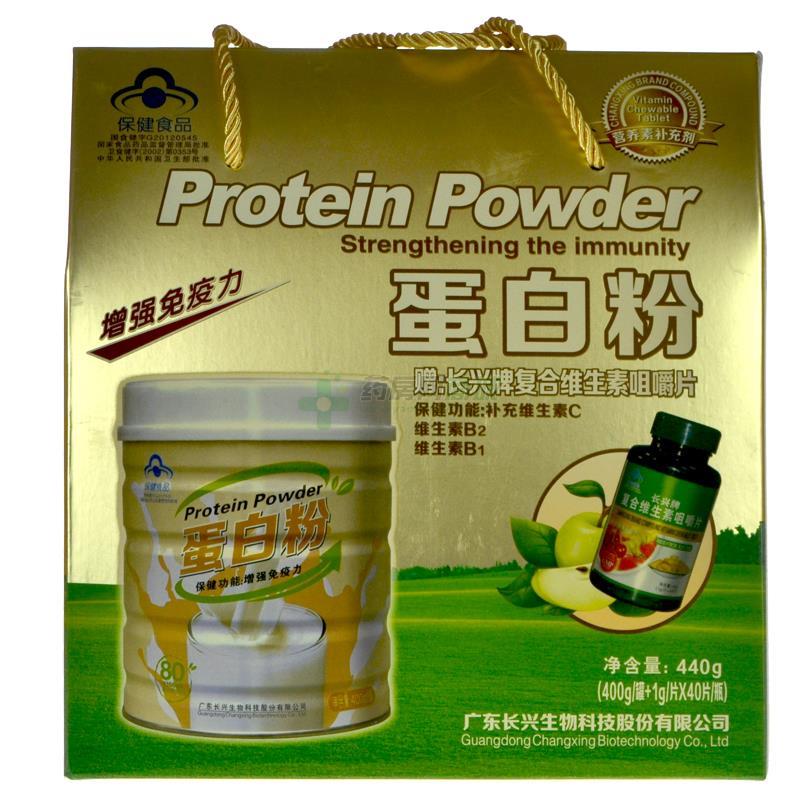 保健食品
国食健字G20120545
国家食品药品监督管理局批准
卫食健字(2002)第0353号
中华人民共和国卫生部批准
CHANGXING BRAND COMPOUND
Vitamin
Chewable
Tablet
营养素补充剂
Protein Powder
Strengthening the immunity
增强免疫力
蛋白粉
赠:长兴牌复合维生素咀嚼片
保健功能:补充维生素C
维生素B2
维生素B1
保健食品
Protein Powder
蛋白粉
保健功能:增强免疫力
80
广东长兴生物科技股份有限公司
Guangdong Changxing Biotechnology Co., Ltd
长兴牌
复合维生素咀嚼片
净含量: 440g
(400g/罐+1g/片X40片/瓶)
广东长兴生物科技股份有限公司
Guangdong Changxing Biotechnology Co., Ltd